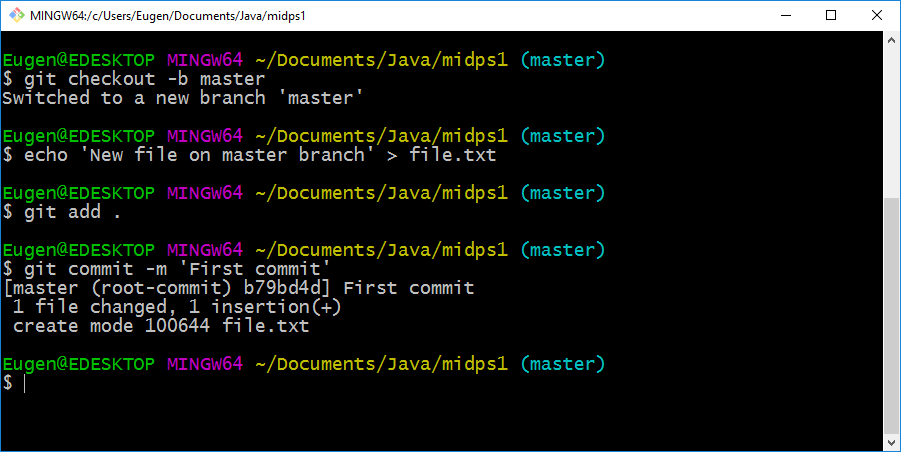 MINGW64:/c/Users/Eugen/Documents/Java/midps1
Eugen@EDESKTOP MINGW64 ~/Documents/Java/midps1 (master)
$ git checkout -b master
Switched to a new branch 'master'
Eugen@EDESKTOP MINGW64 ~/Documents/Java/midps1 (master)
$ echo 'New file on master branch' > file.txt
Eugen@EDESKTOP MINGW64 ~/Documents/Java/midps1 (master)
$ git add .
Eugen@EDESKTOP MINGW64 ~/Documents/Java/midps1 (master)
$ git commit -m 'First commit'
[master (root-commit) b79bd4d] First commit
 1 file changed, 1 insertion(+)
 create mode 100644 file.txt
Eugen@EDESKTOP MINGW64 ~/Documents/Java/midps1 (master)
$